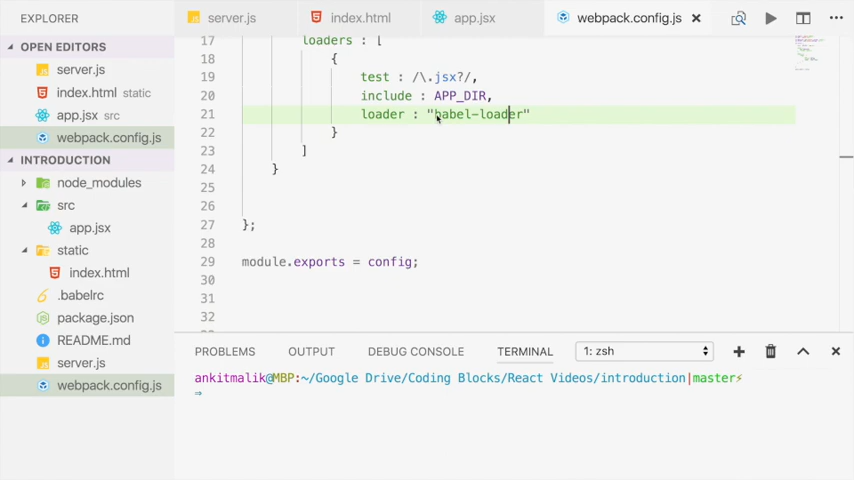 EXPLORER
server.js
index.html
app.jsx
webpack.config.js
OPEN EDITORS
server.js
index.html static
app.jsx src
webpack.config.js
INTRODUCTION
node_modules
src
app.jsx
static
index.html
.babelrc
package.json
README.md
server.js
webpack.config.js
17 loaders : [
18 {
19 test : /\.jsx?/,
20 include : APP_DIR,
21 loader : "babel-loader"
22 }
23 ]
24 }
25
26
27 };
28
29 module.exports = config;
30
31
32
PROBLEMS OUTPUT DEBUG CONSOLE TERMINAL 1: zsh
ankitmalik@MBP:~/Google Drive/Coding Blocks/React Videos/introduction|master⚡
⇒